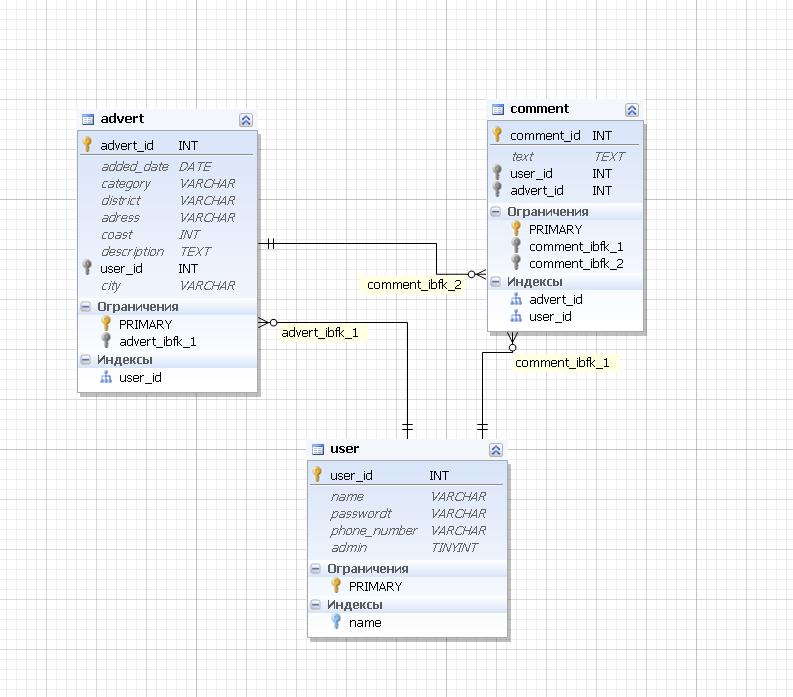 advert
advert_id INT
added_date DATE
category VARCHAR
district VARCHAR
adress VARCHAR
coast INT
description TEXT
user_id INT
city VARCHAR
Ограничения
PRIMARY
advert_ibfk_1
Индексы
user_id
comment
comment_id INT
text TEXT
user_id INT
advert_id INT
Ограничения
PRIMARY
comment_ibfk_1
comment_ibfk_2
Индексы
advert_id
user_id
comment_ibfk_2
advert_ibfk_1
comment_ibfk_1
user
user_id INT
name VARCHAR
passwordt VARCHAR
phone_number VARCHAR
admin TINYINT
Ограничения
PRIMARY
Индексы
name